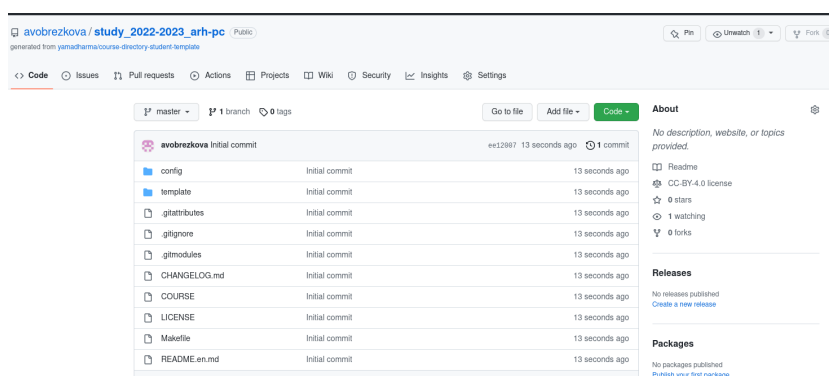 avobrezkova / study_2022-2023_arh-pc Public
Pin Unwatch 1 Fork
generated from yamadharma/course-directory-student-template
Code Issues Pull requests Actions Projects Wiki Security Insights Settings
master 1 branch 0 tags Go to file Add file Code
avobrezkova Initial commit ee12007 13 seconds ago 1 commit
config Initial commit 13 seconds ago
template Initial commit 13 seconds ago
.gitattributes Initial commit 13 seconds ago
.gitignore Initial commit 13 seconds ago
.gitmodules Initial commit 13 seconds ago
CHANGELOG.md Initial commit 13 seconds ago
COURSE Initial commit 13 seconds ago
LICENSE Initial commit 13 seconds ago
Makefile Initial commit 13 seconds ago
README.en.md Initial commit 13 seconds ago
About
No description, website, or topics
provided.
Readme
CC-BY-4.0 license
0 stars
1 watching
0 forks
Releases
No releases published
Create a new release
Packages
No packages published
Publish your first package